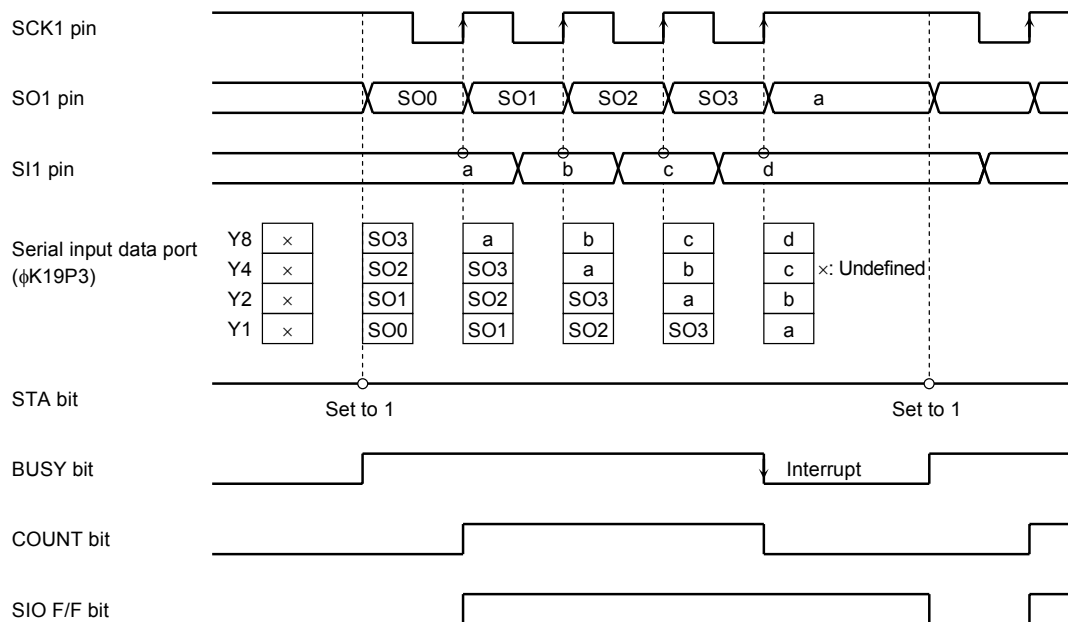 SCK1 pin
SO1 pin SO0 SO1 SO2 SO3 a
SI1 pin a b c d
Serial input data port
(ϕK19P3)
Y8 × SO3 a b c d
Y4 × SO2 SO3 a b c ×: Undefined
Y2 × SO1 SO2 SO3 a b
Y1 × SO0 SO1 SO2 SO3 a
STA bit
Set to 1 Set to 1
BUSY bit Interrupt
COUNT bit
SIO F/F bit